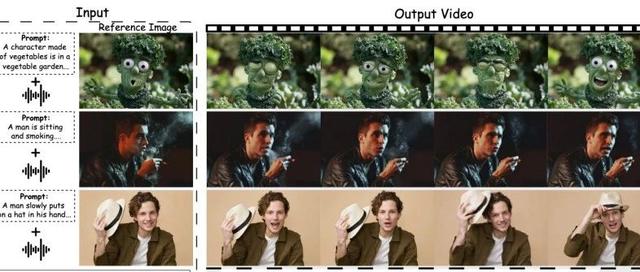 Input
Output Video
Reference Image
Prompt:
A character made
of vegetables is in a
vegetable garden...
+
Prompt:
A man is sitting
and smoking....
+
Prompt:
A man slowly puts
on a hat in his hand...
+